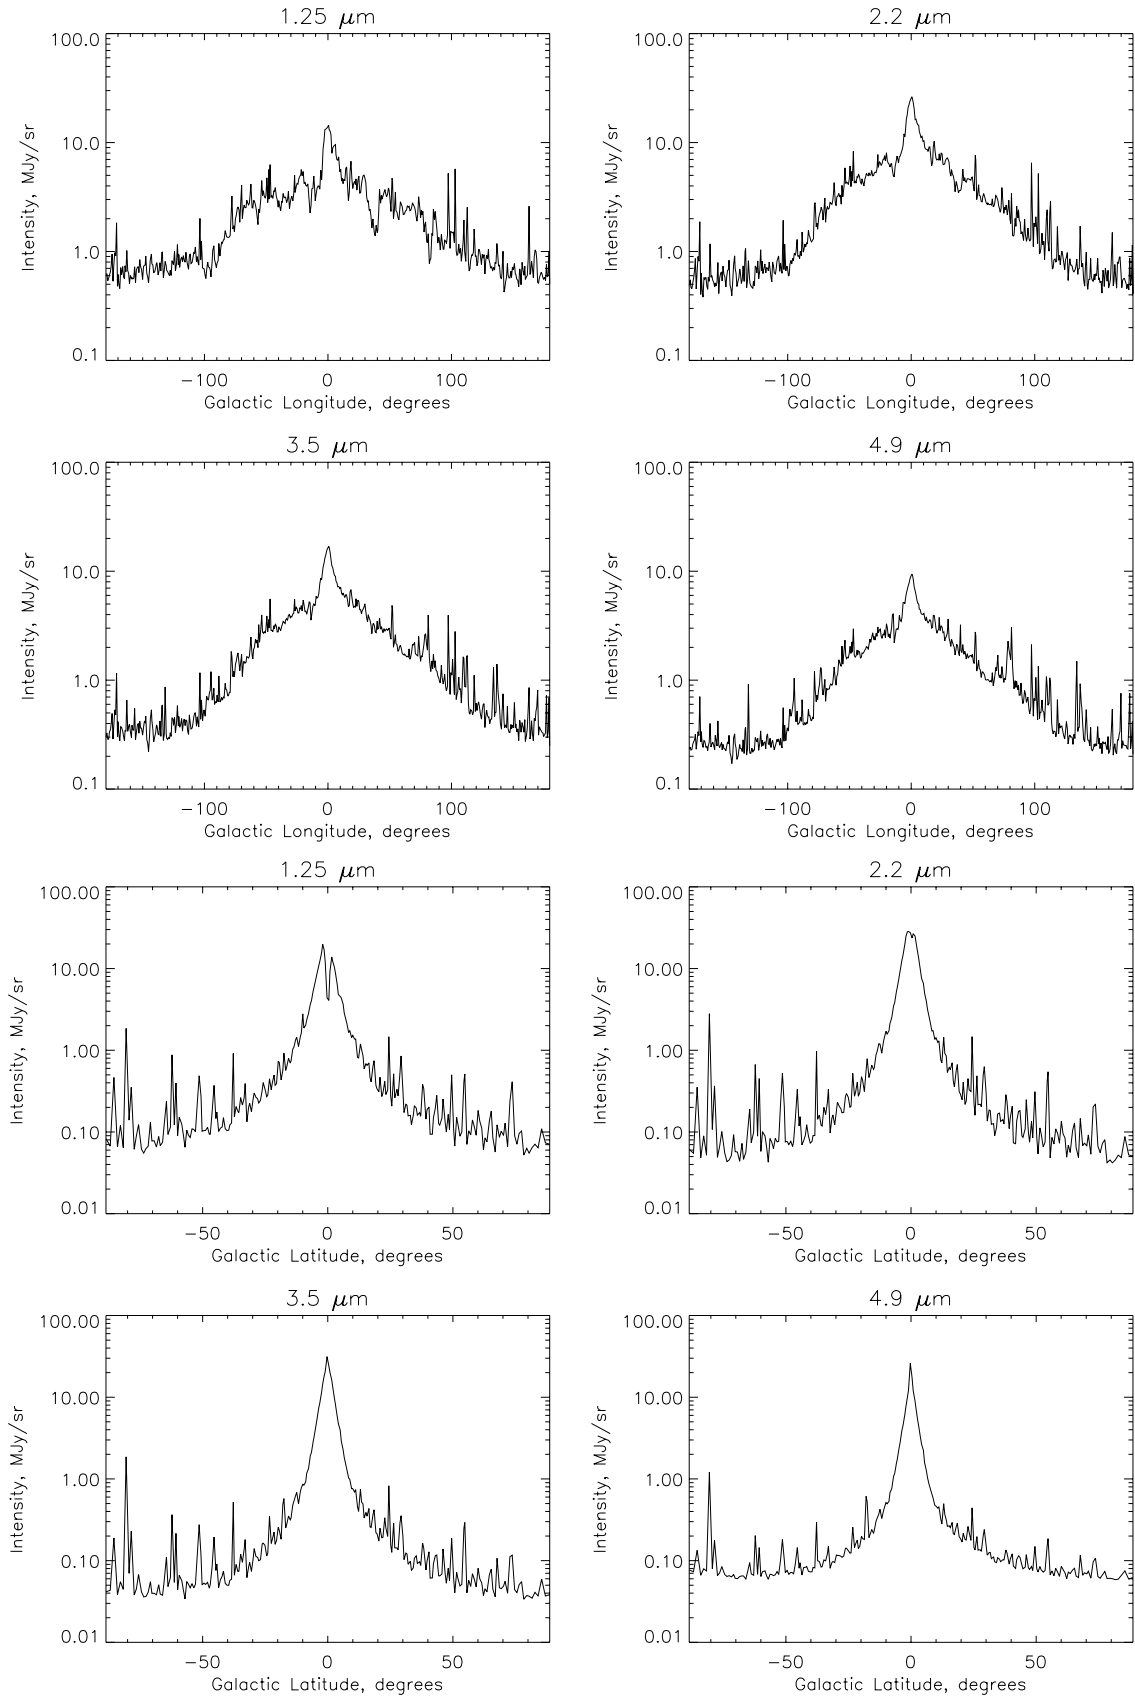 1.25 μm
100.0
10.0
1.0
0.1
Intensity, MJy/sr
−100 0 100
Galactic Longitude, degrees
2.2 μm
100.0
10.0
1.0
0.1
Intensity, MJy/sr
−100 0 100
Galactic Longitude, degrees
3.5 μm
100.0
10.0
1.0
0.1
Intensity, MJy/sr
−100 0 100
Galactic Longitude, degrees
4.9 μm
100.0
10.0
1.0
0.1
Intensity, MJy/sr
−100 0 100
Galactic Longitude, degrees
1.25 μm
100.00
10.00
1.00
0.10
0.01
Intensity, MJy/sr
−50 0 50
Galactic Latitude, degrees
2.2 μm
100.00
10.00
1.00
0.10
0.01
Intensity, MJy/sr
−50 0 50
Galactic Latitude, degrees
3.5 μm
100.00
10.00
1.00
0.10
0.01
Intensity, MJy/sr
−50 0 50
Galactic Latitude, degrees
4.9 μm
100.00
10.00
1.00
0.10
0.01
Intensity, MJy/sr
−50 0 50
Galactic Latitude, degrees